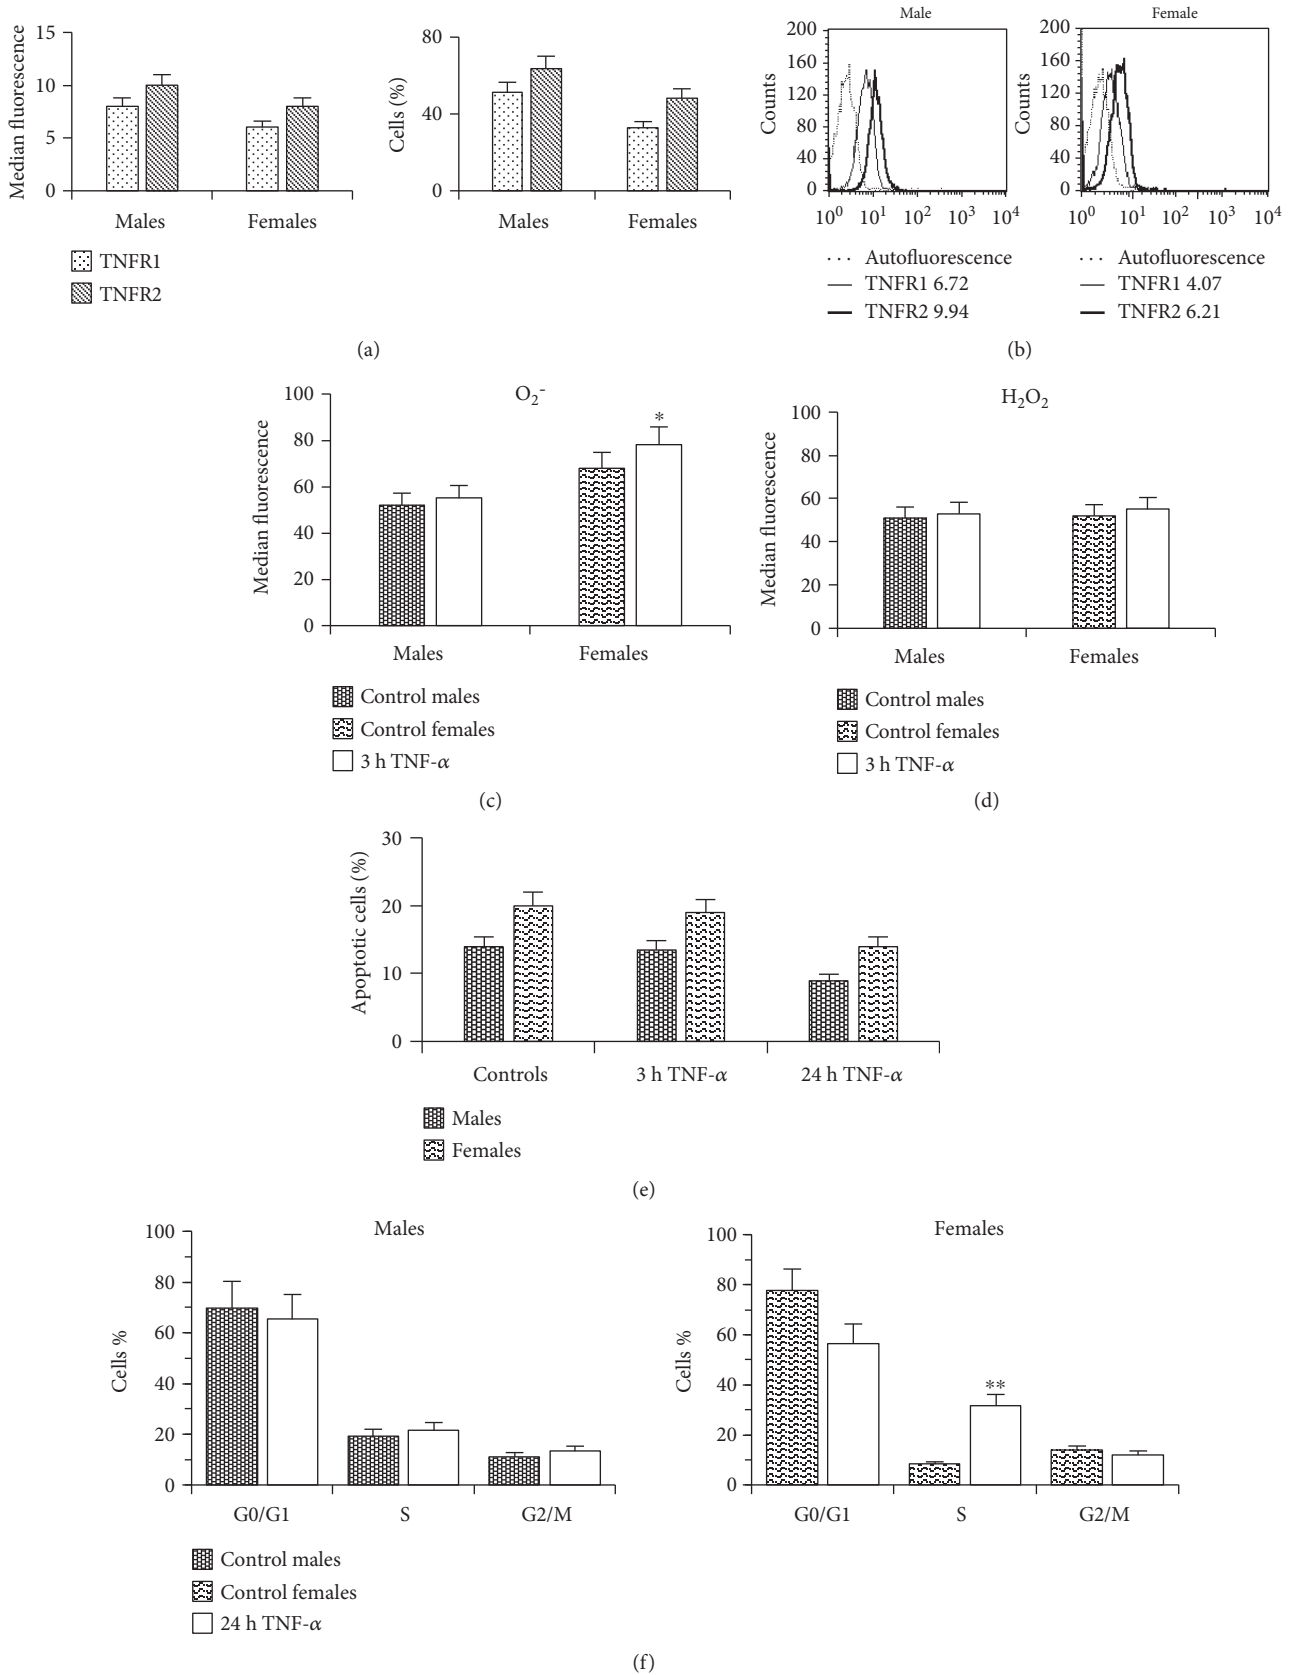 Median fluorescence
15
10
5
0
Males Females
TNFR1
TNFR2
Cells (%)
80
40
0
Males Females
(a)
Male
Counts
200
160
120
80
40
0
10⁰ 10¹ 10² 10³ 10⁴
Autofluorescence
TNFR1 6.72
TNFR2 9.94
Female
Counts
200
160
120
80
40
0
10⁰ 10¹ 10² 10³ 10⁴
Autofluorescence
TNFR1 4.07
TNFR2 6.21
(b)
O₂⁻
Median fluorescence
100
80
60
40
20
0
*
Males Females
Control males
Control females
3 h TNF-α
(c)
H₂O₂
Median fluorescence
100
80
60
40
20
0
Males Females
Control males
Control females
3 h TNF-α
(d)
Apoptotic cells (%)
30
20
10
0
Controls 3 h TNF-α 24 h TNF-α
Males
Females
(e)
Males
Cells %
100
80
60
40
20
0
G0/G1 S G2/M
Control males
Control females
24 h TNF-α
Females
Cells %
100
80
60
40
20
0
**
G0/G1 S G2/M
(f)